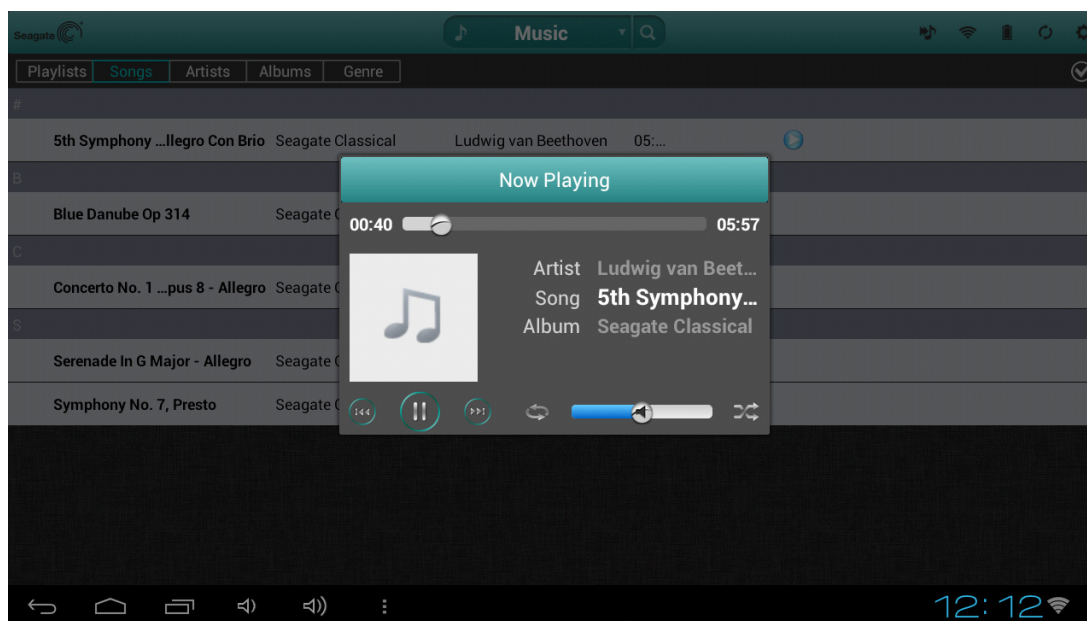 Seagate
Music
Playlists Songs Artists Albums Genre
#
5th Symphony ...llegro Con Brio Seagate Classical Ludwig van Beethoven 05:...
B
Now Playing
Blue Danube Op 314 Seagate
00:40 05:57
C
Artist Ludwig van Beet...
Concerto No. 1 ...pus 8 - Allegro Seagate
Song 5th Symphony...
S
Album Seagate Classical
Serenade In G Major - Allegro Seagate
Symphony No. 7, Presto Seagate
12:12